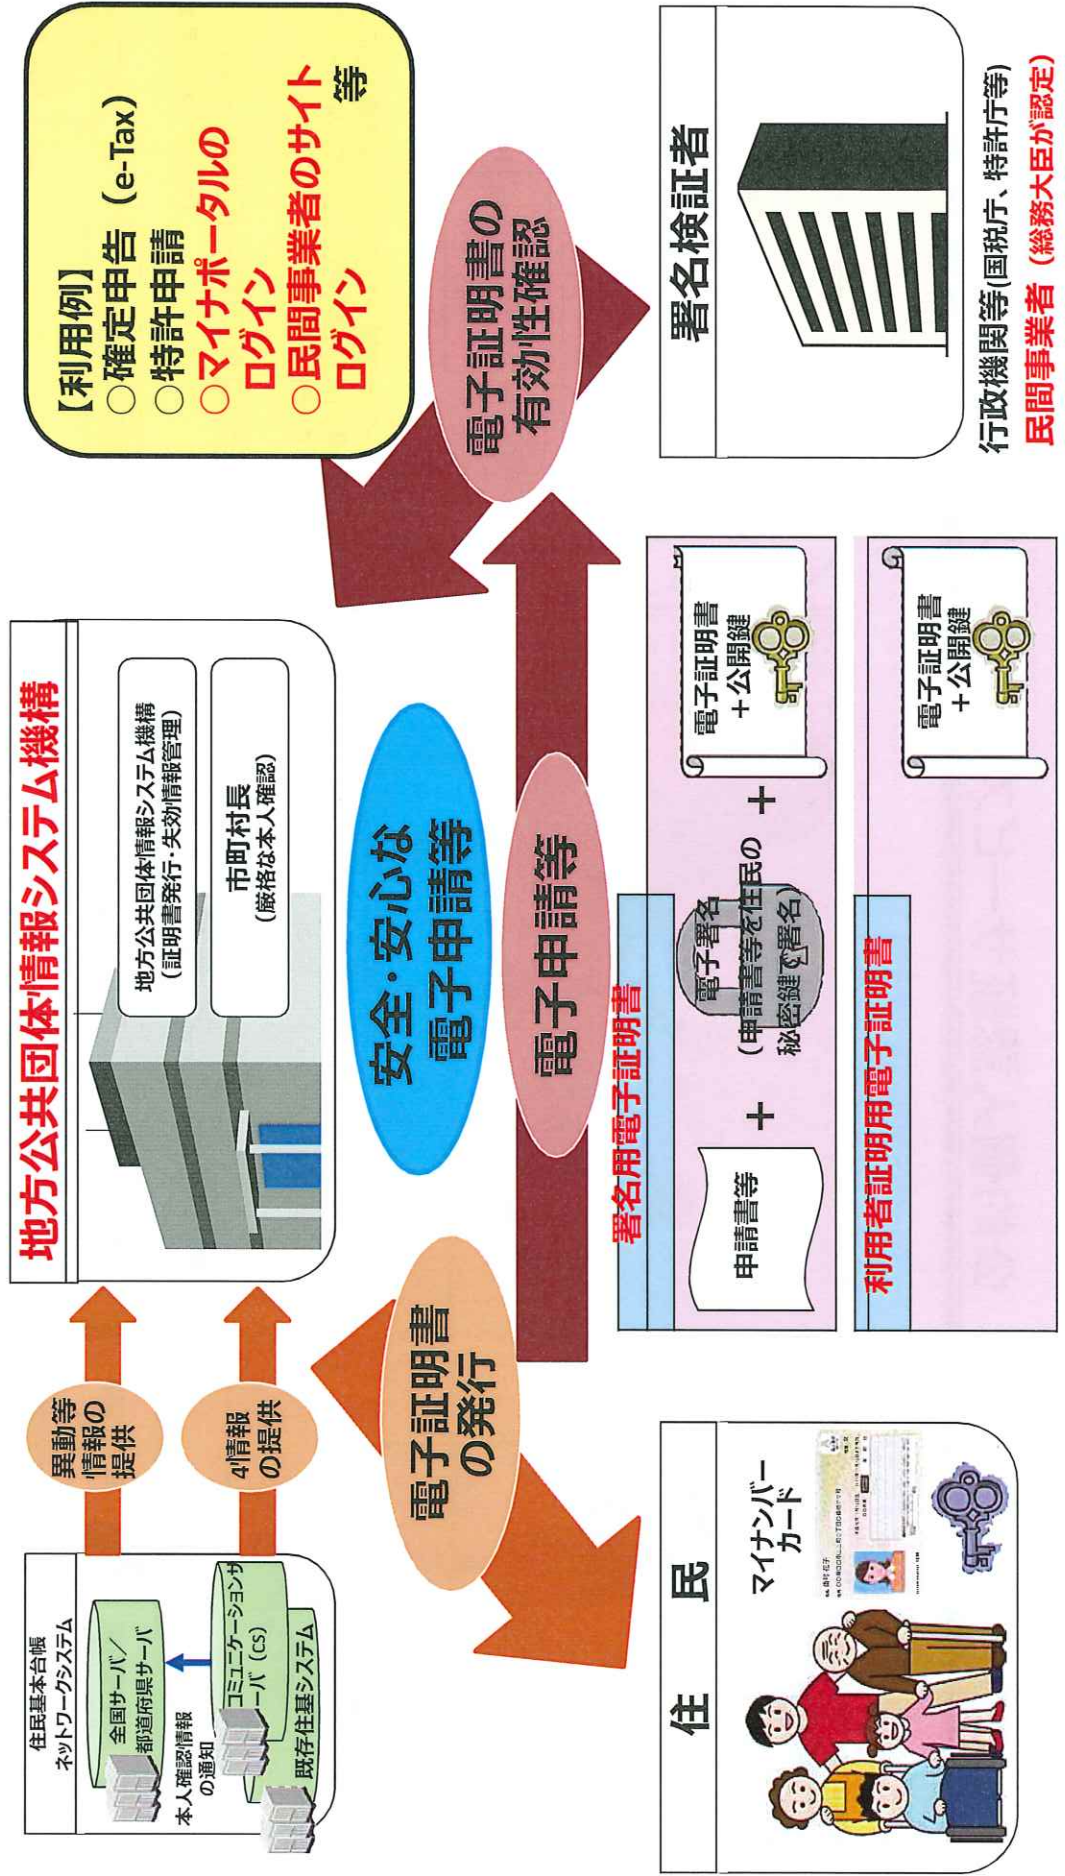 住民基本台帳
ネットワークシステム
全国サーバ／
都道府県サーバ
本人確認情報
の通知
コミュニケーションサ
ーバ（CS）
既存住基システム
異動等
情報の
提供
4情報
の提供
地方公共団体情報システム機構
地方公共団体情報システム機構
（証明書発行・失効情報管理）
市町村長
（厳格な本人確認）
【利用例】
○確定申告（e-Tax）
○特許申請
○マイナポータルの
ログイン
○民間事業者のサイト
ログイン
等
電子証明書
の発行
安全・安心な
電子申請等
電子申請等
電子証明書の
有効性確認
住　民
マイナンバー
カード
署名用電子証明書
申請書等
＋
電子署名
（申請書等を住民の
秘密鍵で署名）
＋
電子証明書
＋公開鍵
利用者証明用電子証明書
電子証明書
＋公開鍵
署名検証者
行政機関等(国税庁、特許庁等)
民間事業者（総務大臣が認定）